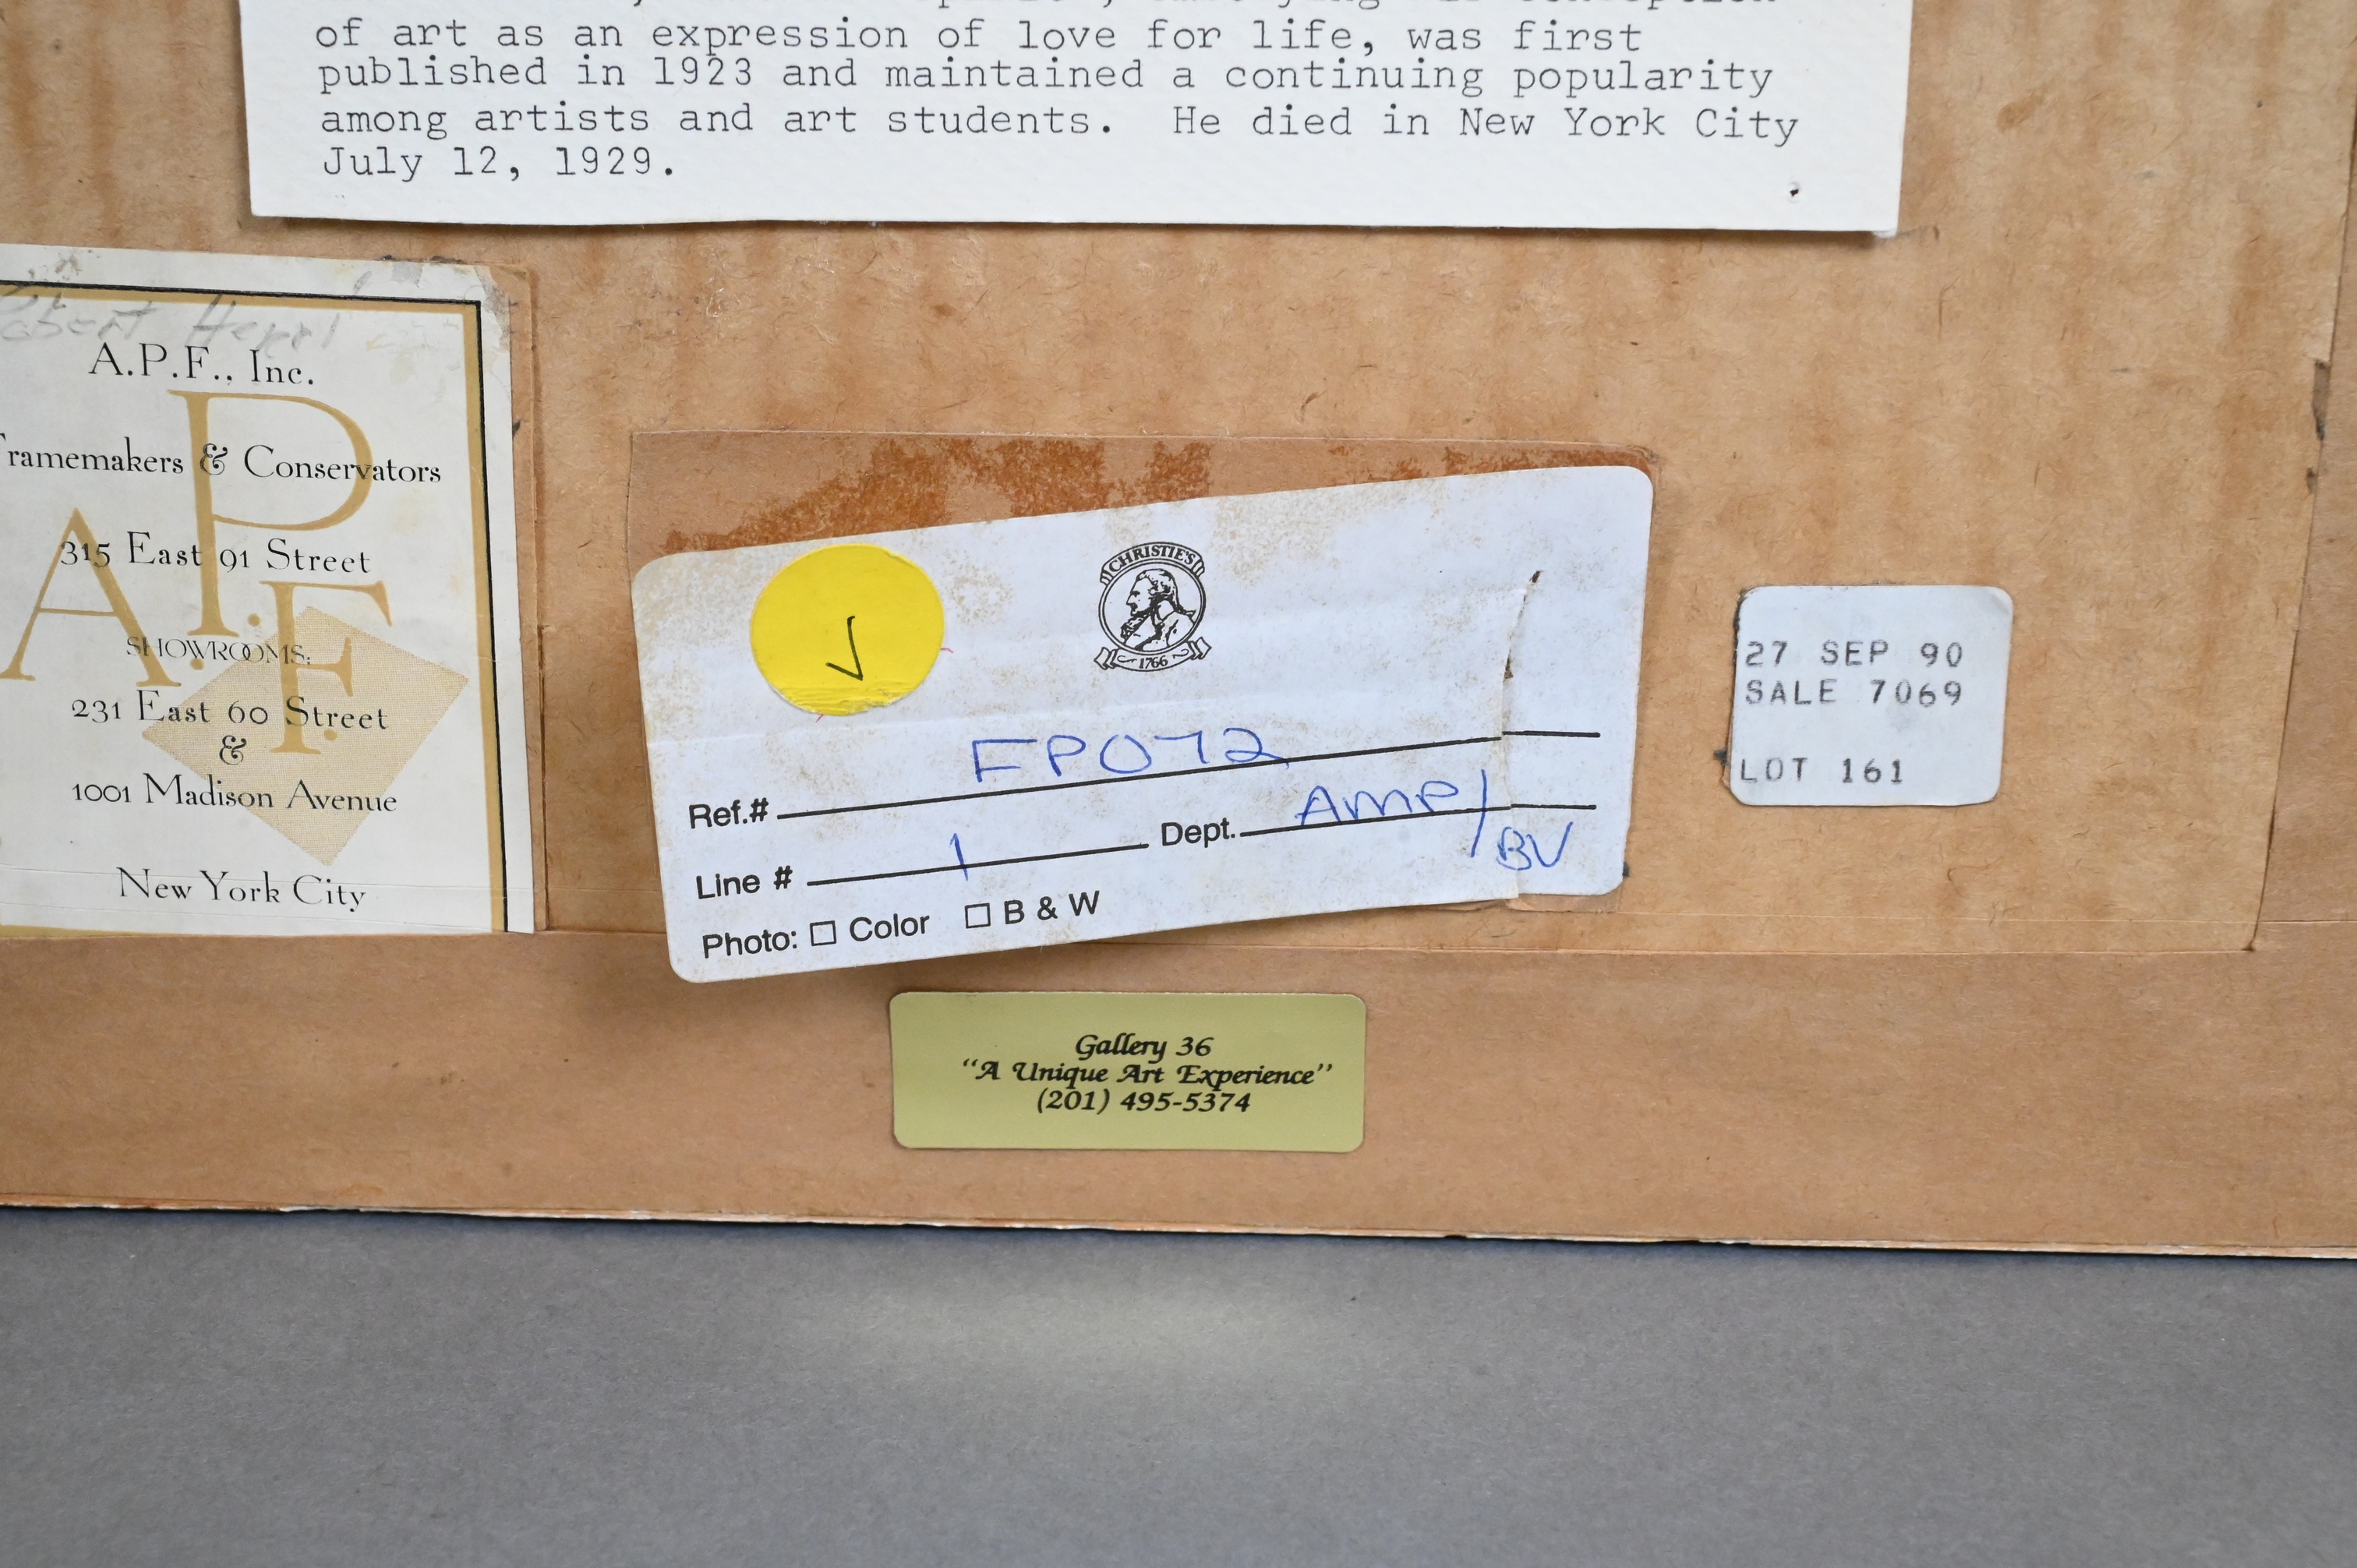 of art as an expression of love for life, was first
published in 1923 and maintained a continuing popularity
among artists and art students. He died in New York City
July 12, 1929.
A.P.F., Inc.
ramemakers & Conservators
315 East 91 Street
SHOWROOMS:
231 East 60 Street
&
1001 Madison Avenue
New York City
A.P.F.
CHRISTIE'S
1766
Ref.# FP072
Line # 1 Dept. AMP/
BV
Photo: □ Color □ B & W
27 SEP 90
SALE 7069
LOT 161
Gallery 36
“A Unique Art Experience”
(201) 495-5374